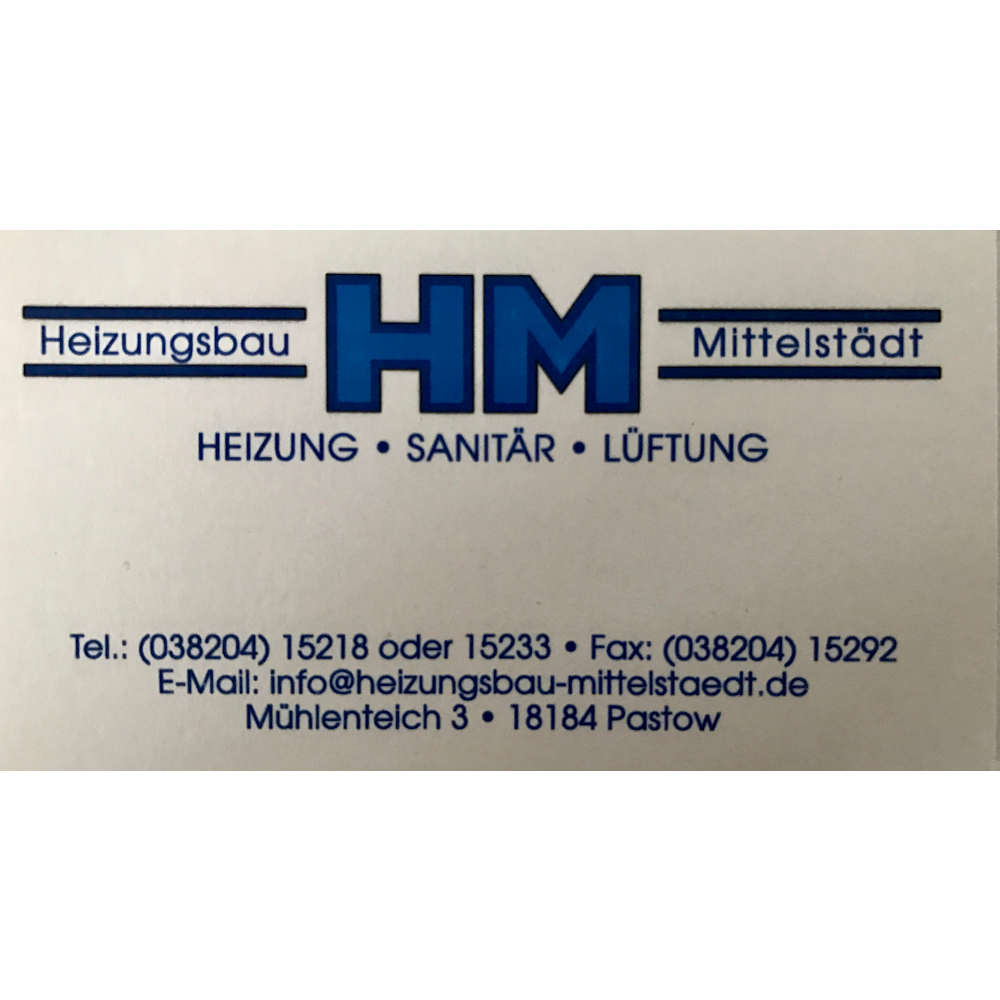 Heizungsbau HM Mittelstädt
HEIZUNG • SANITÄR • LÜFTUNG
Tel.: (038204) 15218 oder 15233 • Fax: (038204) 15292
E-Mail: info@heizungsbau-mittelstaedt.de
Mühlenteich 3 • 18184 Pastow